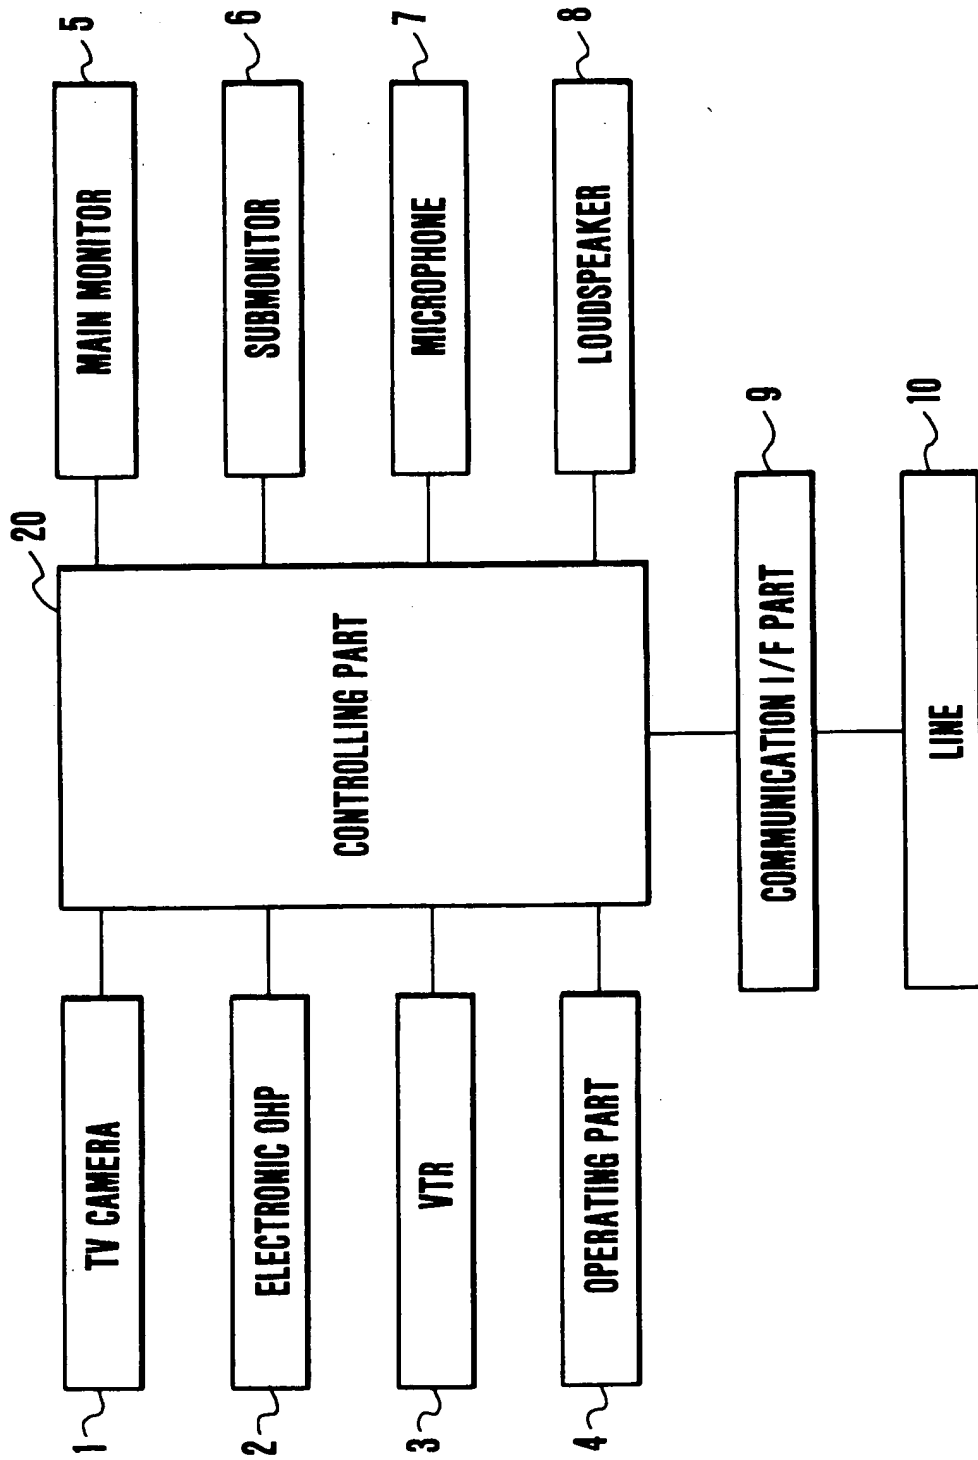 20
1
TV CAMERA
2
ELECTRONIC OHP
3
VTR
4
OPERATING PART
CONTROLLING PART
MAIN MONITOR
5
SUBMONITOR
6
MICROPHONE
7
LOUDSPEAKER
8
COMMUNICATION I/F PART
9
LINE
10